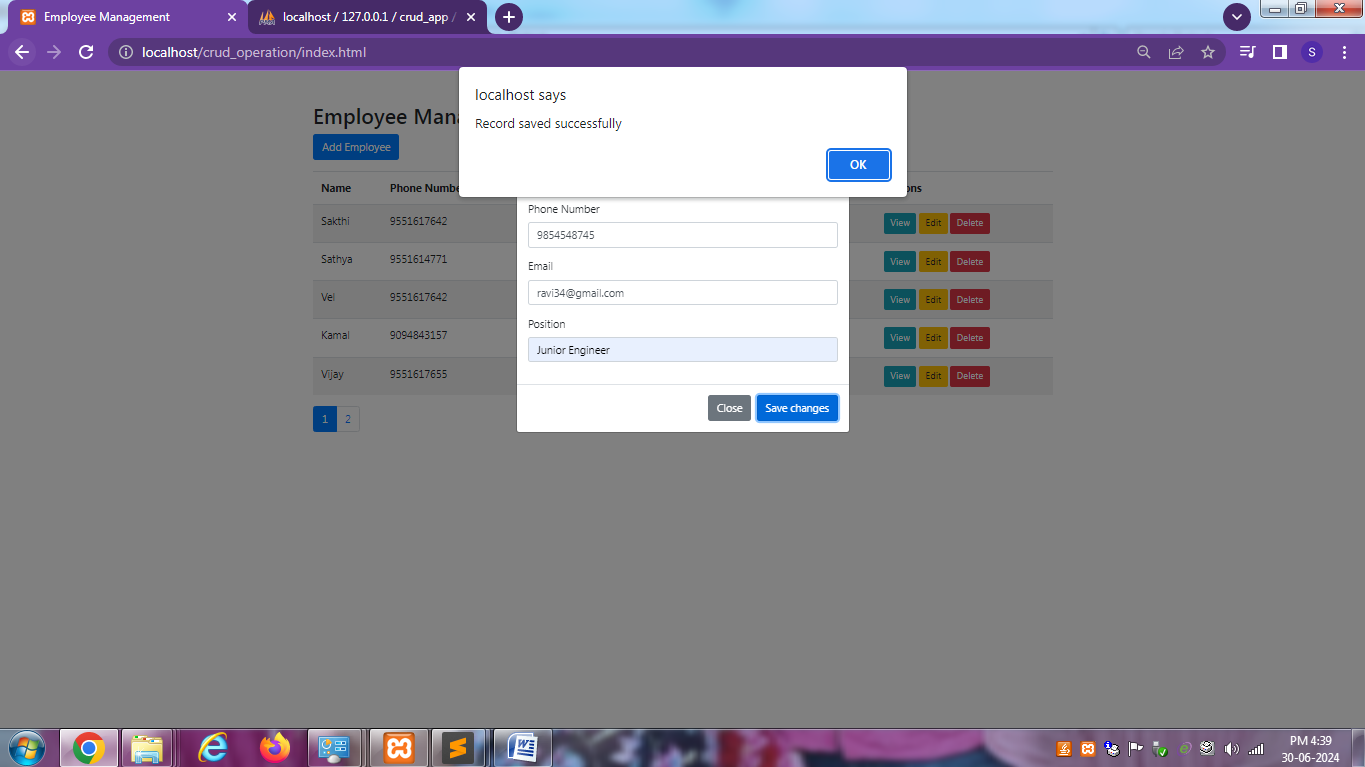 Employee Management
localhost / 127.0.0.1 / crud_app /
localhost/crud_operation/index.html
S
localhost says
Record saved successfully
OK
Employee
Add Employee
Name Phone
Phone Number
Sakthi 9551617642 View Edit Delete
9854548745
Sathya 9551614771 View Edit Delete
Email
ravi34@gmail.com
Vel 9551617642 View Edit Delete
Position
Kamal 9094843157 View Edit Delete
Junior Engineer
Vijay 9551617655 View Edit Delete
Close Save changes
1 2
PM 4:39
30-06-2024